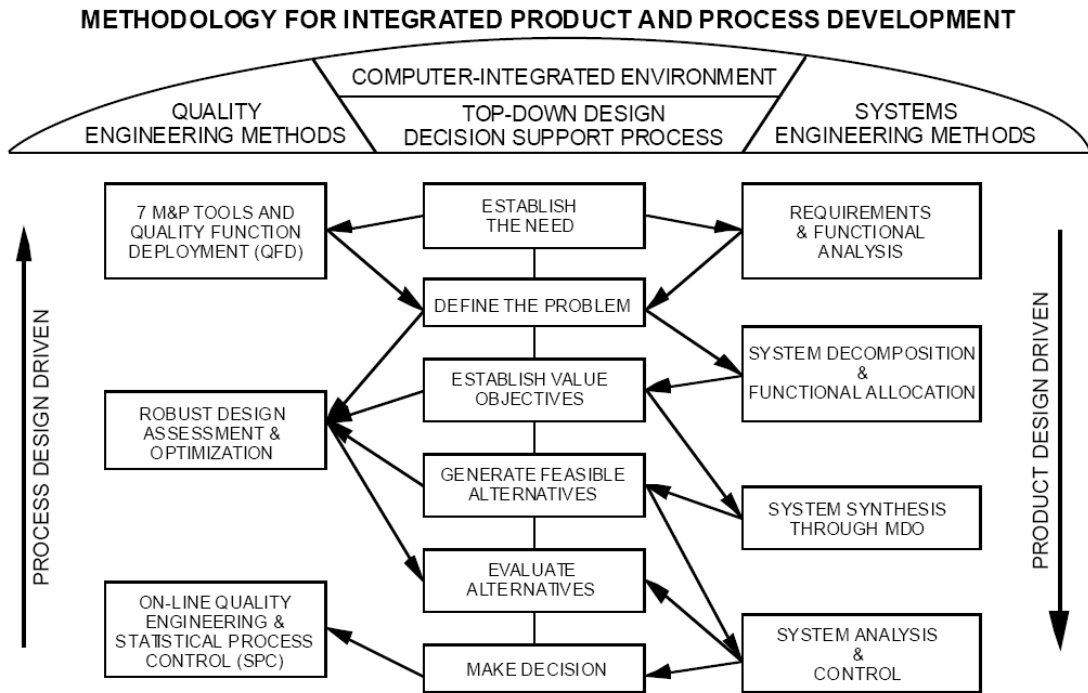 METHODOLOGY FOR INTEGRATED PRODUCT AND PROCESS DEVELOPMENT
COMPUTER-INTEGRATED ENVIRONMENT
QUALITY
ENGINEERING METHODS
TOP-DOWN DESIGN
DECISION SUPPORT PROCESS
SYSTEMS
ENGINEERING METHODS
7 M&P TOOLS AND
QUALITY FUNCTION
DEPLOYMENT (QFD)
ESTABLISH
THE NEED
REQUIREMENTS
& FUNCTIONAL
ANALYSIS
DEFINE THE PROBLEM
SYSTEM DECOMPOSITION
&
FUNCTIONAL ALLOCATION
ESTABLISH VALUE
OBJECTIVES
ROBUST DESIGN
ASSESSMENT &
OPTIMIZATION
GENERATE FEASIBLE
ALTERNATIVES
SYSTEM SYNTHESIS
THROUGH MDO
EVALUATE
ALTERNATIVES
ON-LINE QUALITY
ENGINEERING &
STATISTICAL PROCESS
CONTROL (SPC)
MAKE DECISION
SYSTEM ANALYSIS
&
CONTROL
PROCESS DESIGN DRIVEN
PRODUCT DESIGN DRIVEN